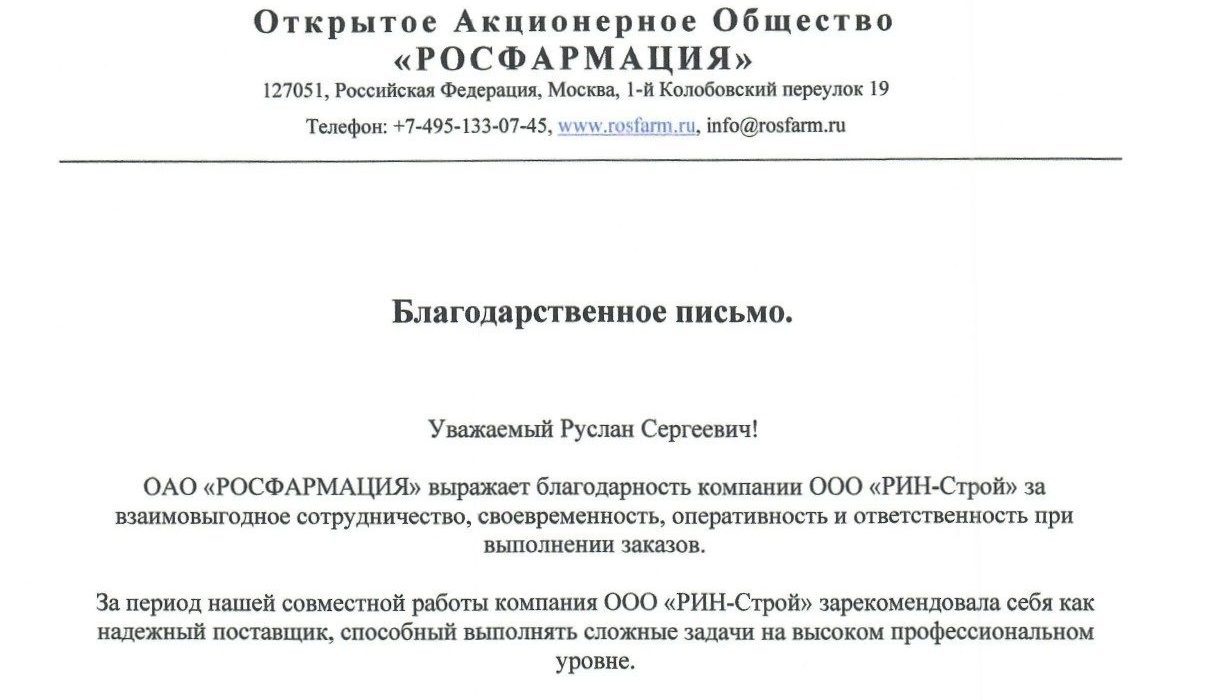 Открытое Акционерное Общество
«РОСФАРМАЦИЯ»
127051, Российская Федерация, Москва, 1-й Колобовский переулок 19
Телефон: +7-495-133-07-45, www.rosfarm.ru, info@rosfarm.ru
Благодарственное письмо.
Уважаемый Руслан Сергеевич!
ОАО «РОСФАРМАЦИЯ» выражает благодарность компании ООО «РИН-Строй» за
взаимовыгодное сотрудничество, своевременность, оперативность и ответственность при
выполнении заказов.
За период нашей совместной работы компания ООО «РИН-Строй» зарекомендовала себя как
надежный поставщик, способный выполнять сложные задачи на высоком профессиональном
уровне.